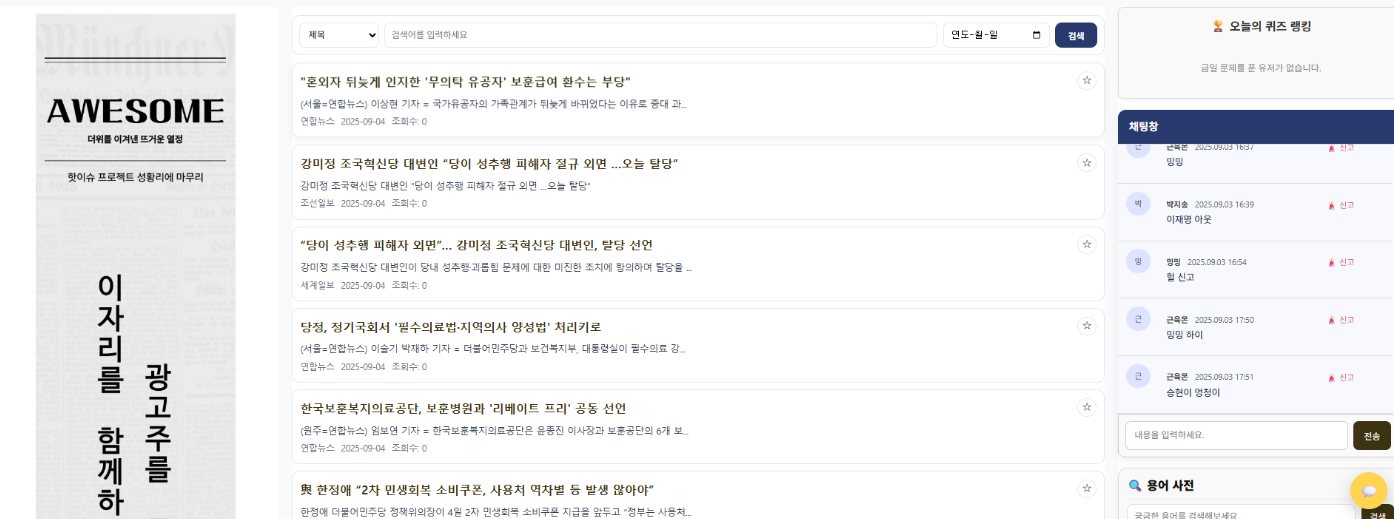 AWESOME
더위를 이겨낸 뜨거운 열정
핫이슈 프로젝트 성황리에 마무리
광고주를
이 자리를 함께하
제목
검색어를 입력하세요
연도-월-일
검색
"혼외자 뒤늦게 인지한 '무의탁 유공자' 보훈급여 환수는 부당"
☆
(서울=연합뉴스) 이상현 기자 = 국가유공자의 가족관계가 뒤늦게 바뀌었다는 이유로 중대 과...
연합뉴스 2025-09-04 조회수: 0
강미정 조국혁신당 대변인 “당이 성추행 피해자 절규 외면 …오늘 탈당”
☆
강미정 조국혁신당 대변인 “당이 성추행 피해자 절규 외면 …오늘 탈당”
조선일보 2025-09-04 조회수: 0
“당이 성추행 피해자 외면”… 강미정 조국혁신당 대변인, 탈당 선언
☆
강미정 조국혁신당 대변인이 당내 성추행·괴롭힘 문제에 대한 미진한 조치에 항의하며 탈당을 ...
세계일보 2025-09-04 조회수: 0
당정, 정기국회서 '필수의료법·지역의사 양성법' 처리키로
☆
(서울=연합뉴스) 이슬기 박재하 기자 = 더불어민주당과 보건복지부, 대통령실이 필수의료 강...
연합뉴스 2025-09-04 조회수: 0
한국보훈복지의료공단, 보훈병원과 '리베이트 프리' 공동 선언
☆
(원주=연합뉴스) 임보연 기자 = 한국보훈복지의료공단은 윤종진 이사장과 보훈공단의 6개 보...
연합뉴스 2025-09-04 조회수: 0
與 한정애 “2차 민생회복 소비쿠폰, 사용처 역차별 등 발생 않아야”
☆
한정애 더불어민주당 정책위의장이 4일 2차 민생회복 소비쿠폰 지급을 앞두고 “정부는 사용처...
오늘의 퀴즈 랭킹
금일 문제를 푼 유저가 없습니다.
채팅창
근 근육몬 2025.09.03 16:37 신고
밍밍
박 박지송 2025.09.03 16:39 신고
이재명 아웃
밍 밍밍 2025.09.03 16:54 신고
헐 신고
근 근육몬 2025.09.03 17:50 신고
밍밍 하이
근 근육몬 2025.09.03 17:51 신고
승현이 멍청이
내용을 입력하세요.
전송
용어 사전
궁금한 용어를 검색해보세요
검색